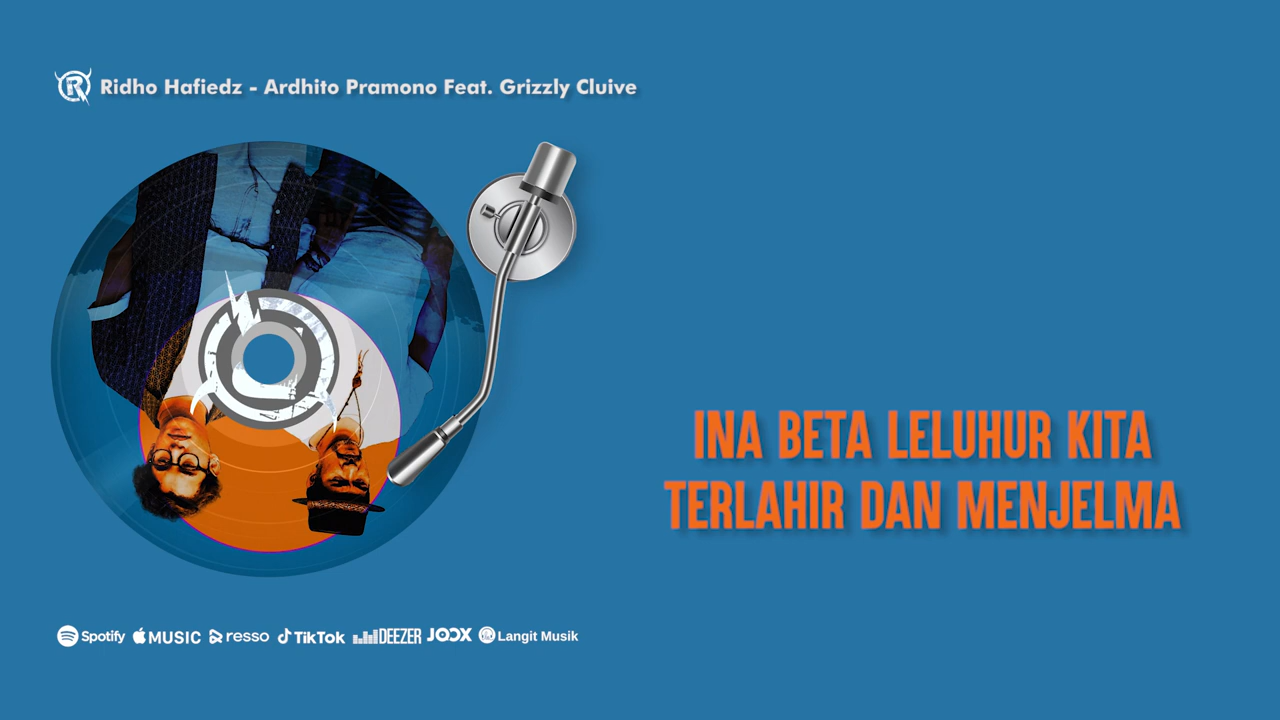 R Ridho Hafiedz - Ardhito Pramono Feat. Grizzly Cluive
INA BETA LELUHUR KITA
TERLAHIR DAN MENJELMA
Spotify MUSIC resso TikTok DEEZER JOOX Langit Musik